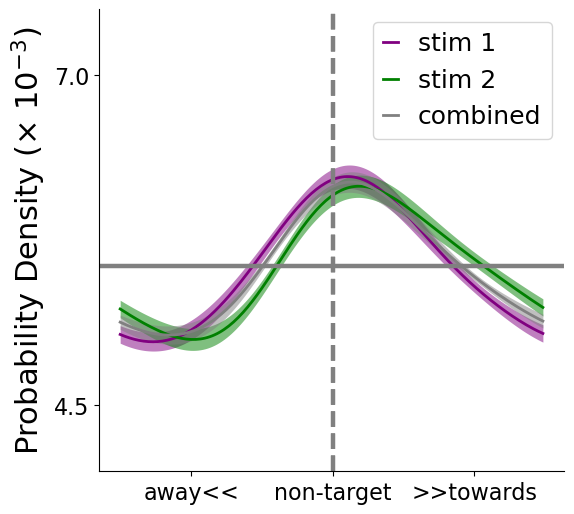 Probability Density (× 10⁻³)
7.0
4.5
stim 1
stim 2
combined
away<< non-target >>towards